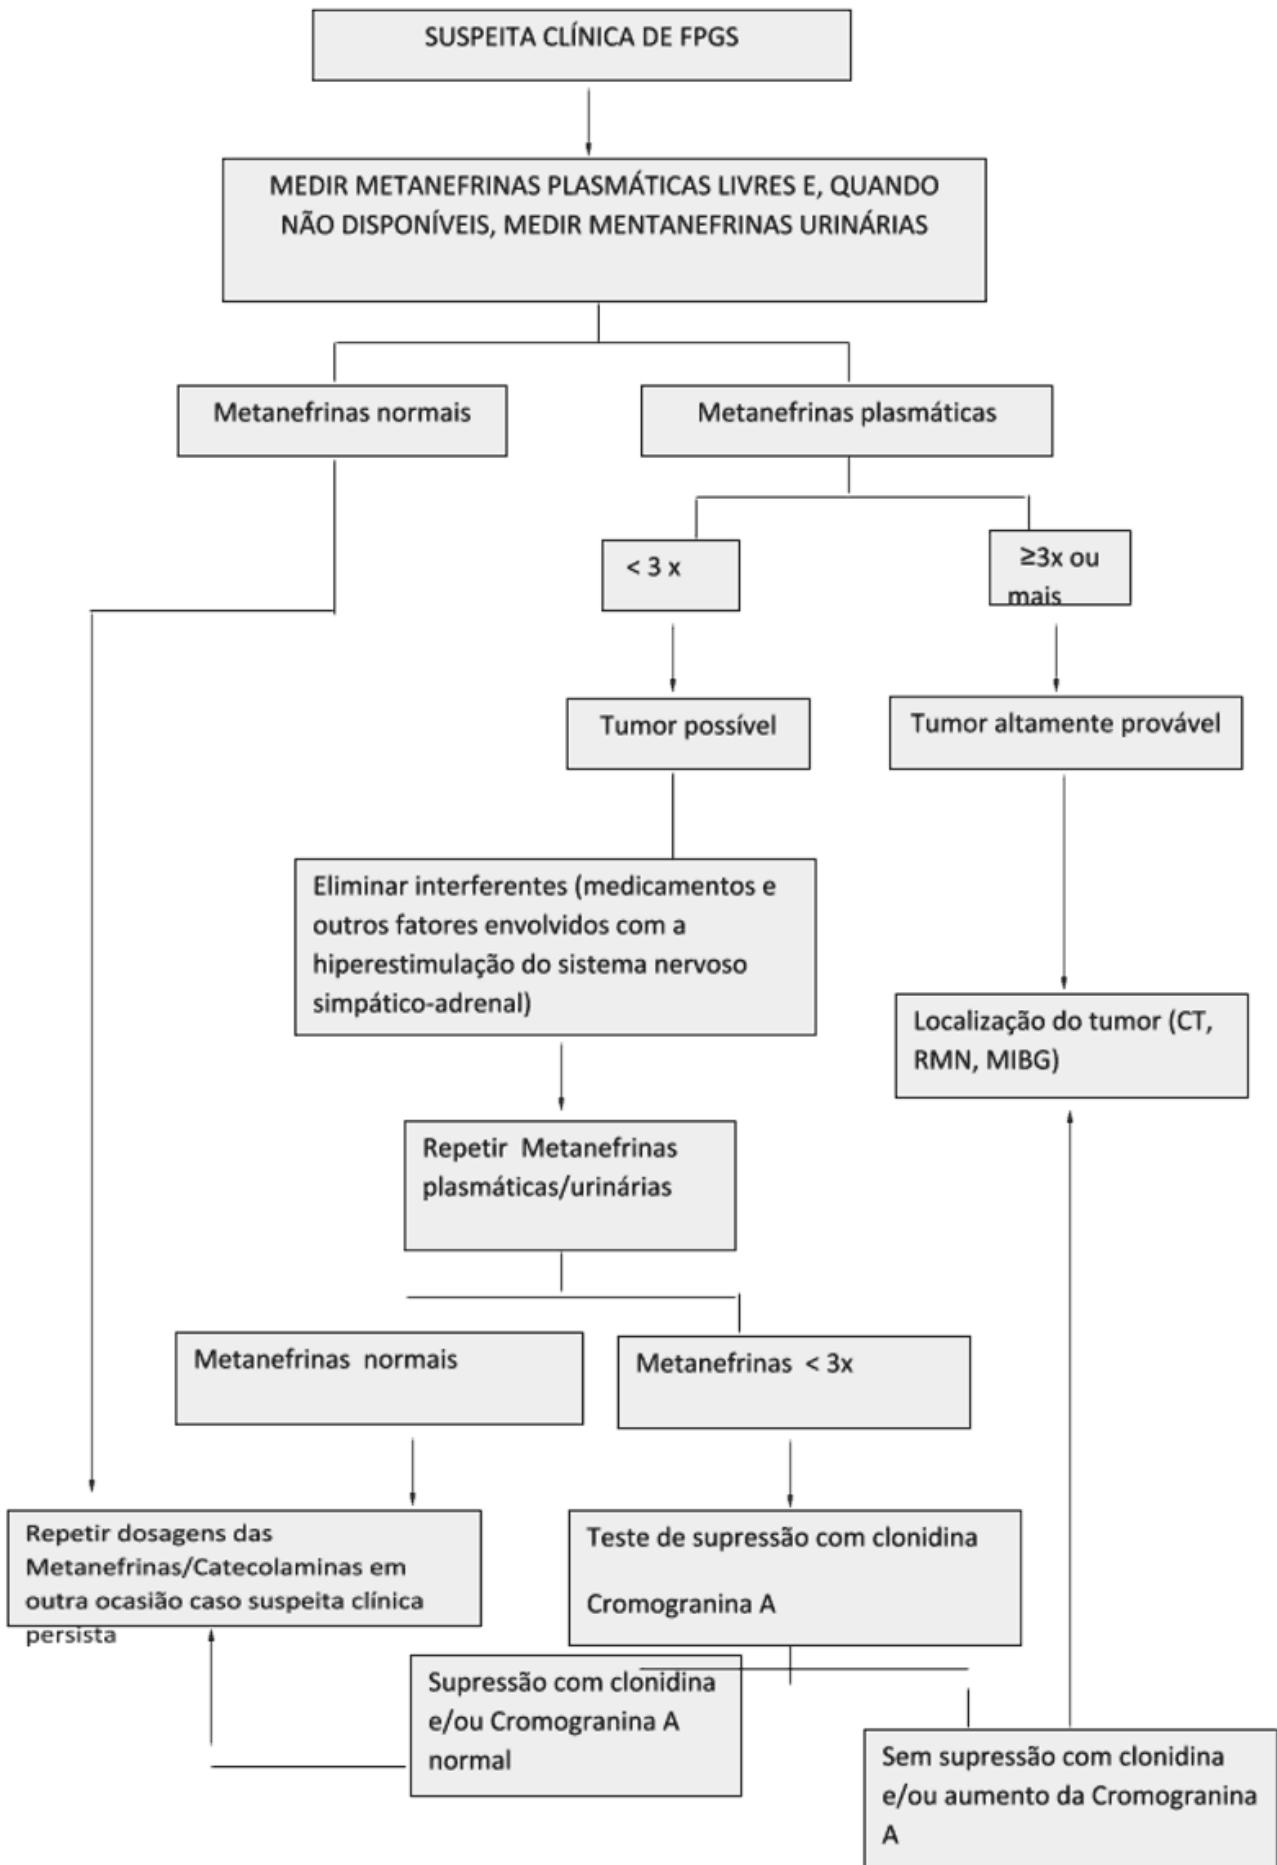 SUSPEITA CLÍNICA DE FPGS
MEDIR METANEFRINAS PLASMÁTICAS LIVRES E, QUANDO
NÃO DISPONÍVEIS, MEDIR MENTANEFRINAS URINÁRIAS
Metanefrinas normais
Metanefrinas plasmáticas
< 3 x
≥3x ou
mais
Tumor possível
Tumor altamente provável
Eliminar interferentes (medicamentos e
outros fatores envolvidos com a
hiperestimulação do sistema nervoso
simpático-adrenal)
Localização do tumor (CT,
RMN, MIBG)
Repetir Metanefrinas
plasmáticas/urinárias
Metanefrinas normais
Metanefrinas < 3x
Repetir dosagens das
Metanefrinas/Catecolaminas em
outra ocasião caso suspeita clínica
persista
Teste de supressão com clonidina
Cromogranina A
Supressão com clonidina
e/ou Cromogranina A
normal
Sem supressão com clonidina
e/ou aumento da Cromogranina
A